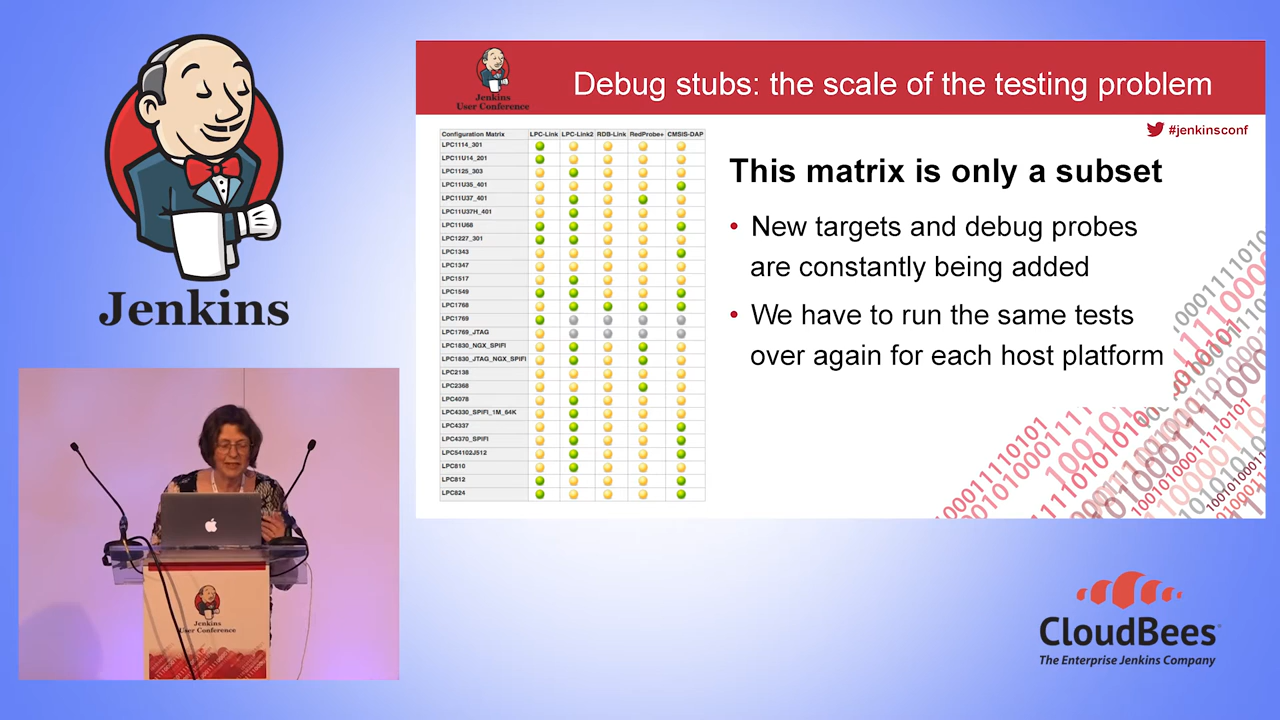 Jenkins
Jenkins
User Conference
Debug stubs: the scale of the testing problem
#jenkinsconf
Configuration Matrix LPC-Link LPC-Link2 RDB-Link RedProbe+ CMSIS-DAP
LPC1114_301
LPC11U14_201
LPC1125_303
LPC11U35_401
LPC11U37_401
LPC11U37H_401
LPC11U68
LPC1227_301
LPC1343
LPC1347
LPC1517
LPC1549
LPC1768
LPC1769
LPC1769_JTAG
LPC1830_NGX_SPIFI
LPC1830_JTAG_NGX_SPIFI
LPC2138
LPC2368
LPC4078
LPC4330_SPIFI_1M_64K
LPC4337
LPC4370_SPIFI
LPC54102J512
LPC810
LPC812
LPC824
This matrix is only a subset
• New targets and debug probes
are constantly being added
• We have to run the same tests
over again for each host platform
Jenkins
User Conference
CloudBees
The Enterprise Jenkins Company